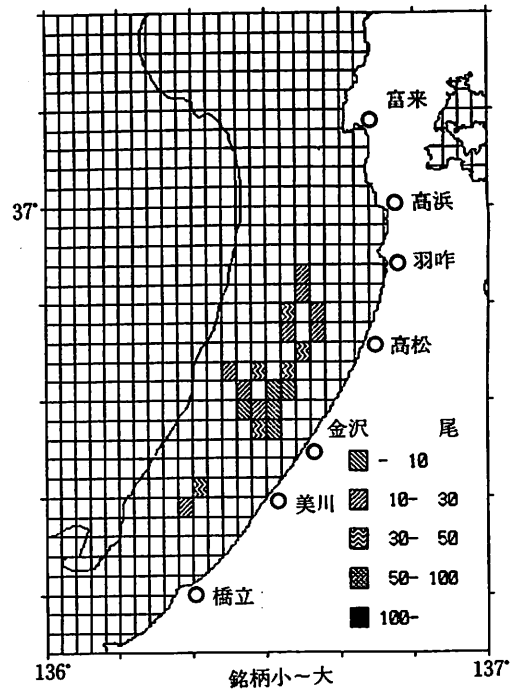 富来
37°
高浜
羽咋
高松
金沢
尾
- 10
10- 30
美川
30- 50
50- 100
橋立
100-
136°
137°
銘柄小～大